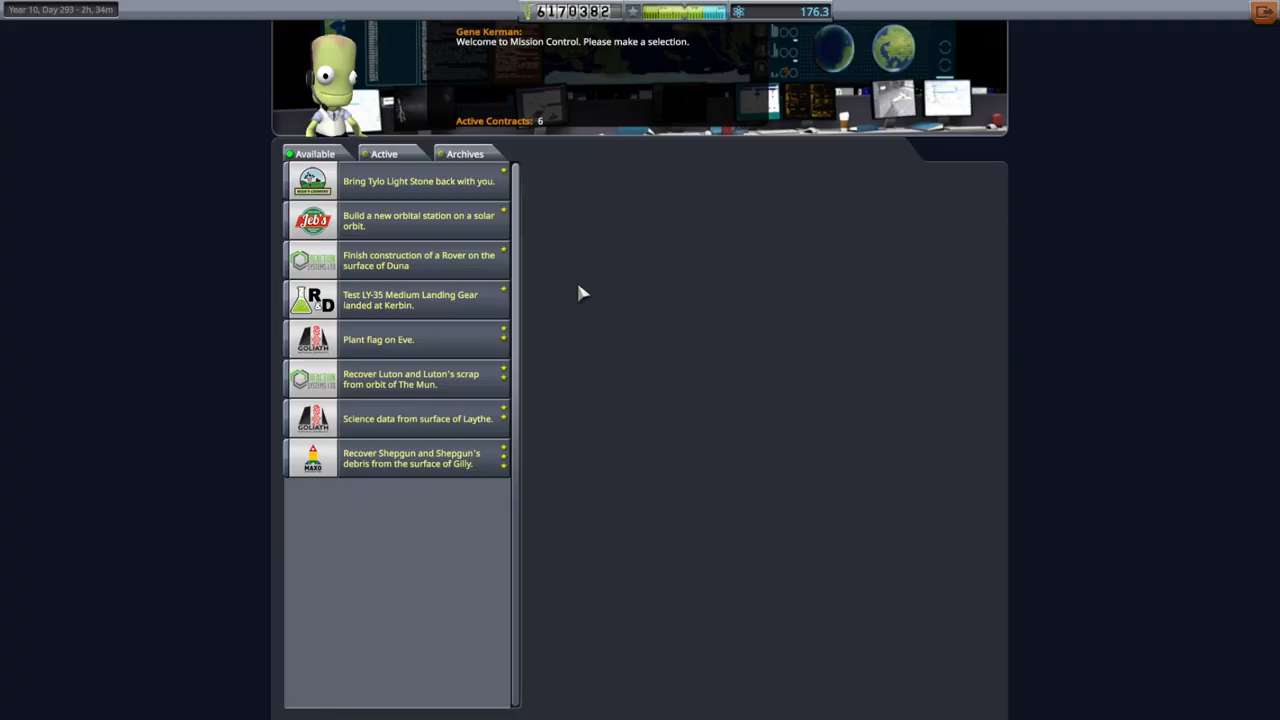 Year 10, Day 293 - 2h, 34m
6170382
176.3
Gene Kerman:
Welcome to Mission Control. Please make a selection.
Active Contracts: 6
Available
Active
Archives
Bring Tylo Light Stone back with you.
Jeb's
Build a new orbital station on a solar
orbit.
Finish construction of a Rover on the
surface of Duna
R&D
Test LY-35 Medium Landing Gear
landed at Kerbin.
GOLIATH
Plant flag on Eve.
Recover Luton and Luton's scrap
from orbit of The Mun.
GOLIATH
Science data from surface of Laythe.
MAXO
Recover Shepgun and Shepgun's
debris from the surface of Gilly.